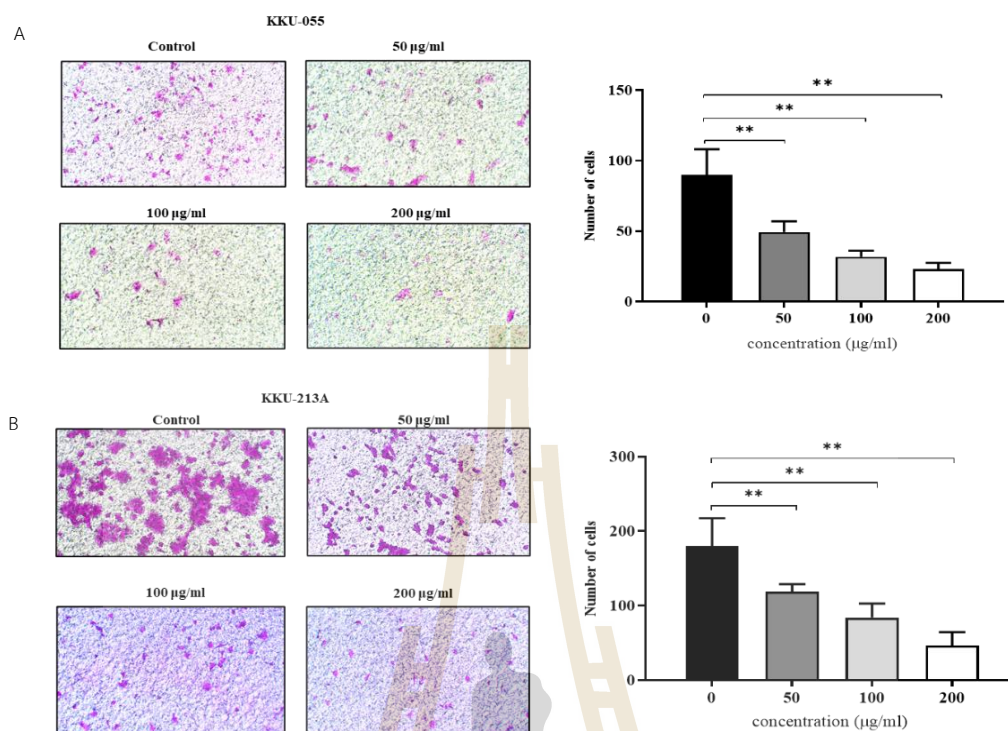 A
KKU-055
Control
50 µg/ml
100 µg/ml
200 µg/ml
Number of cells
150
100
50
0
**
**
**
0 50 100 200
concentration (µg/ml)
B
KKU-213A
Control
50 µg/ml
100 µg/ml
200 µg/ml
Number of cells
300
200
100
0
**
**
**
0 50 100 200
concentration (µg/ml)